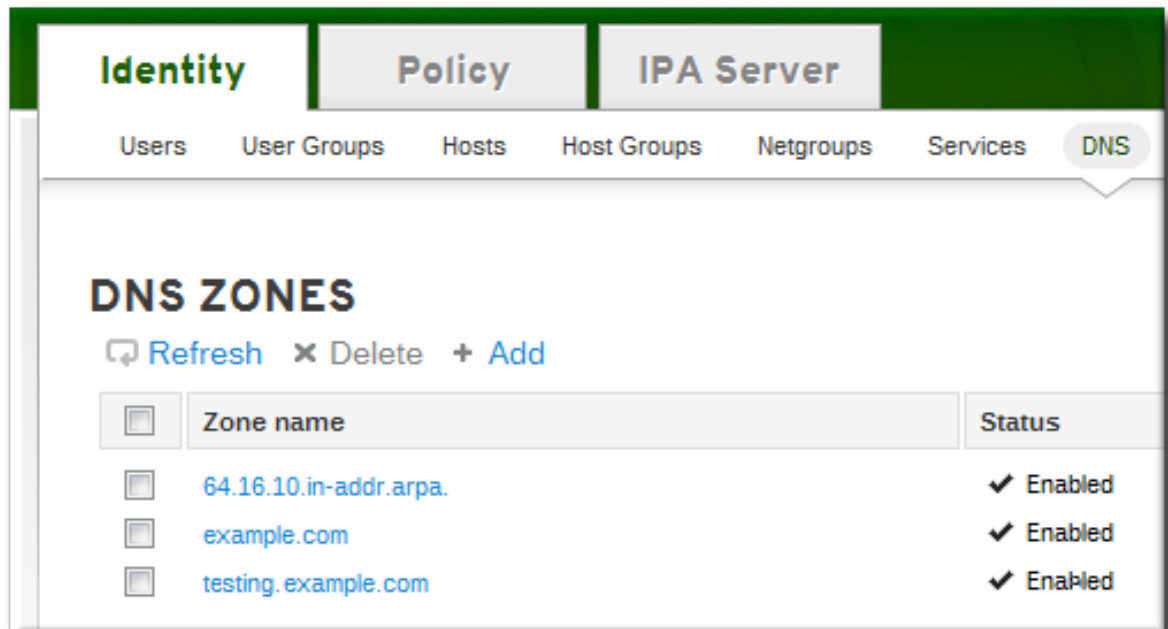 Identity Policy IPA Server
Users User Groups Hosts Host Groups Netgroups Services DNS
DNS ZONES
Refresh Delete + Add
Zone name Status
64.16.10.in-addr.arpa. Enabled
example.com Enabled
testing.example.com Enabled